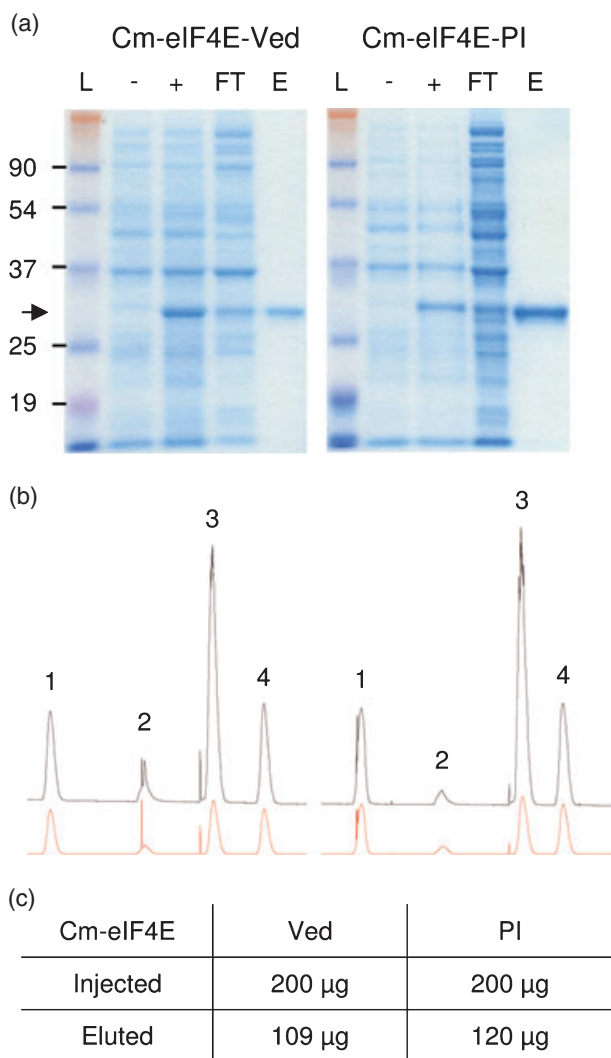 (a)
Cm-eIF4E-Ved Cm-eIF4E-PI
L - + FT E L - + FT E
90
54
37
25
19
(b)
3 3
1 4 1 4
2 2
(c)
Cm-eIF4E Ved PI
Injected 200 µg 200 µg
Eluted 109 µg 120 µg